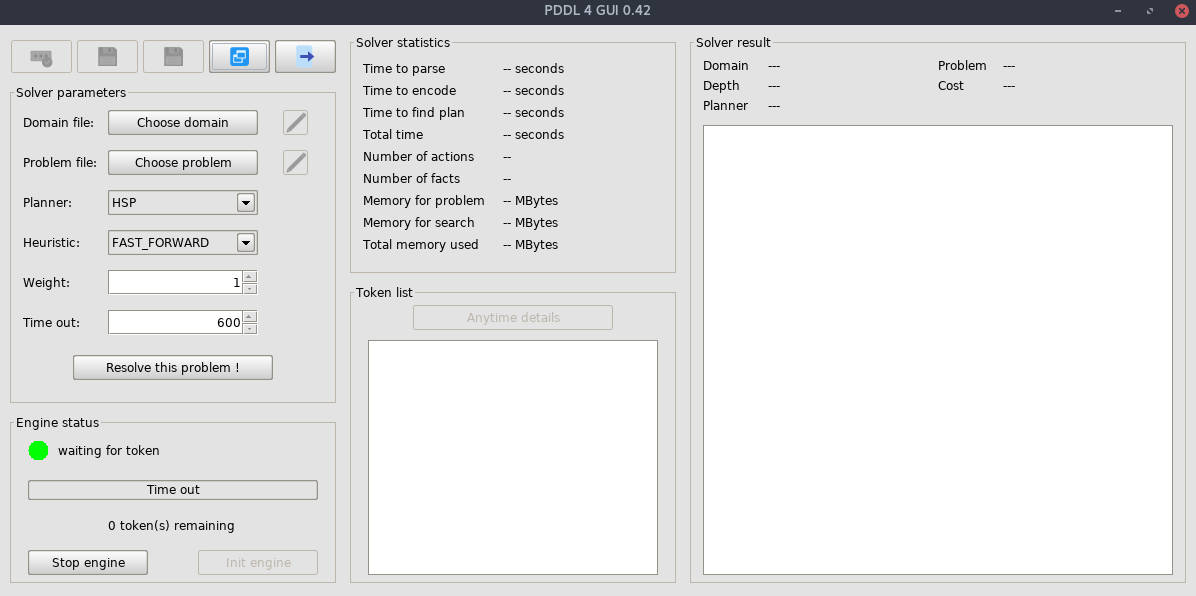 PDDL 4 GUI 0.42
Solver parameters
Domain file: Choose domain
Problem file: Choose problem
Planner: HSP
Heuristic: FAST_FORWARD
Weight: 1
Time out: 600
Resolve this problem !
Engine status
waiting for token
Time out
0 token(s) remaining
Stop engine Init engine
Solver statistics
Time to parse -- seconds
Time to encode -- seconds
Time to find plan -- seconds
Total time -- seconds
Number of actions --
Number of facts --
Memory for problem -- MBytes
Memory for search -- MBytes
Total memory used -- MBytes
Token list
Anytime details
Solver result
Domain --- Problem ---
Depth --- Cost ---
Planner ---